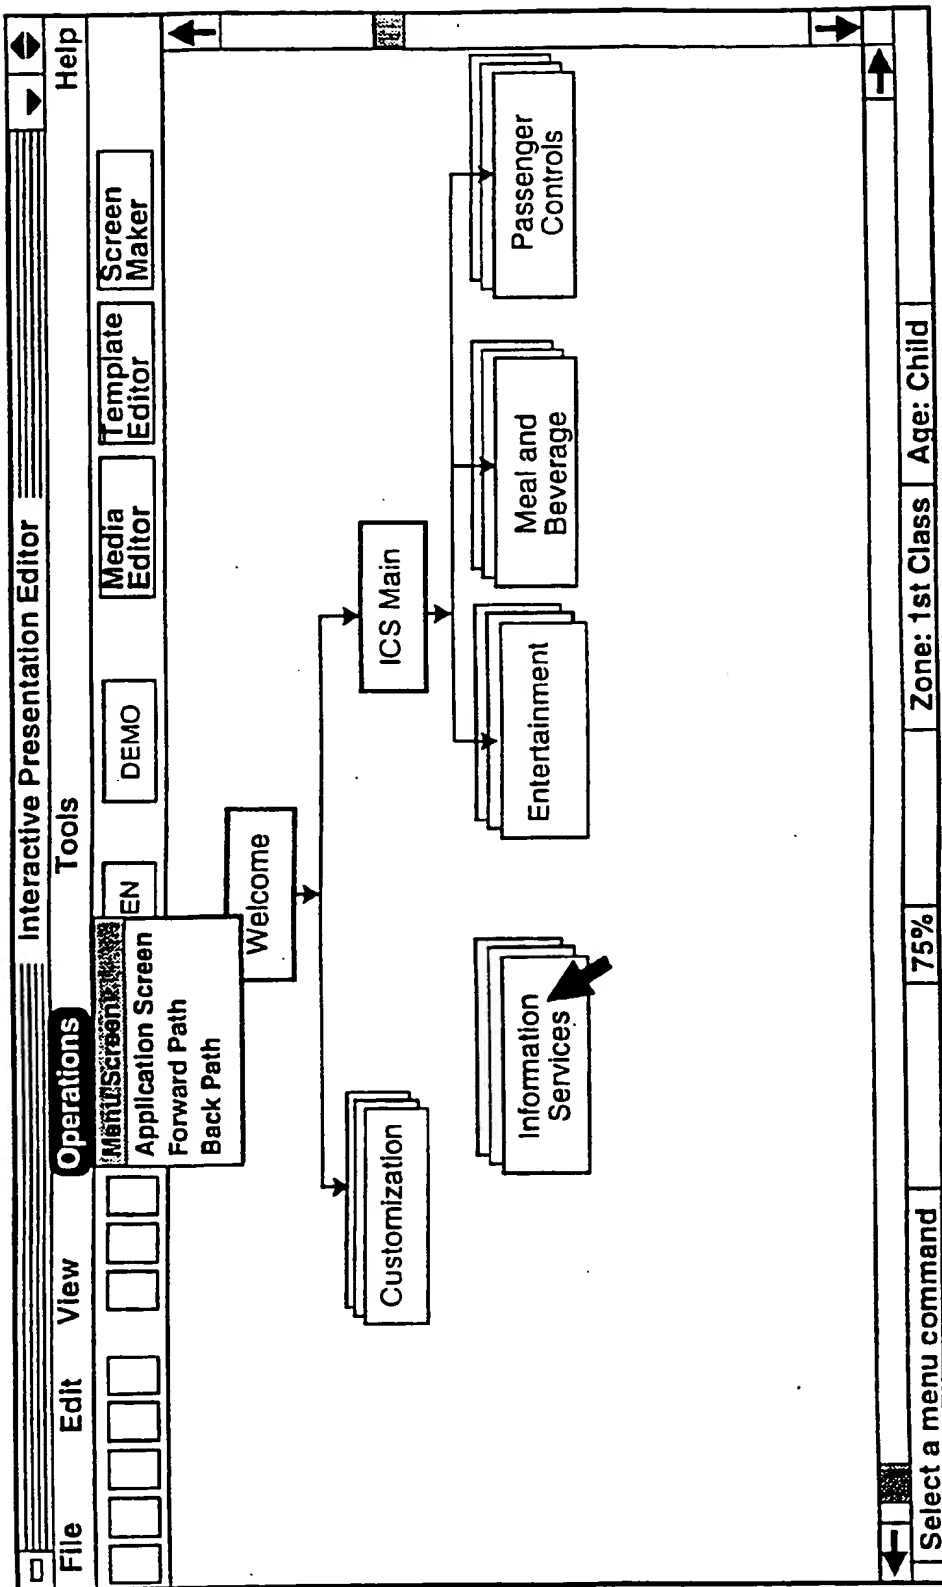 Interactive Presentation Editor
File Edit View Operations Tools Help
EN
DEMO
Media
Editor
Template
Editor
Screen
Maker
Menu Screen
Application Screen
Forward Path
Back Path
Welcome
Customization
ICS Main
Information
Services
Entertainment
Meal and
Beverage
Passenger
Controls
Select a menu command 75% Zone: 1st Class Age: Child